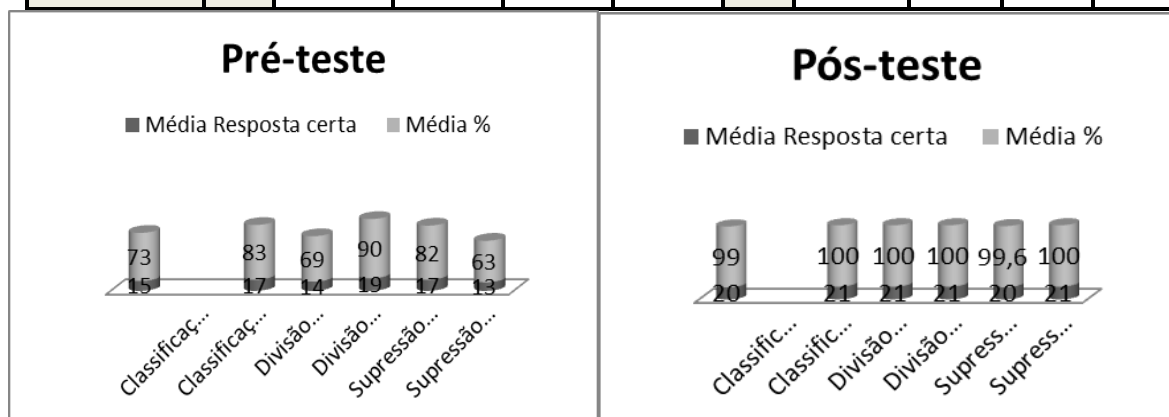 Pré-teste
Média Resposta certa Média %
73 83 69 90 82 63
15 17 14 19 17 13
Classificaç...
Classificaç...
Divisão...
Divisão...
Supressão...
Supressão...
Pós-teste
Média Resposta certa Média %
99 100 100 100 99,6 100
20 21 21 21 20 21
Classific...
Classific...
Divisão...
Divisão...
Supress...
Supress...